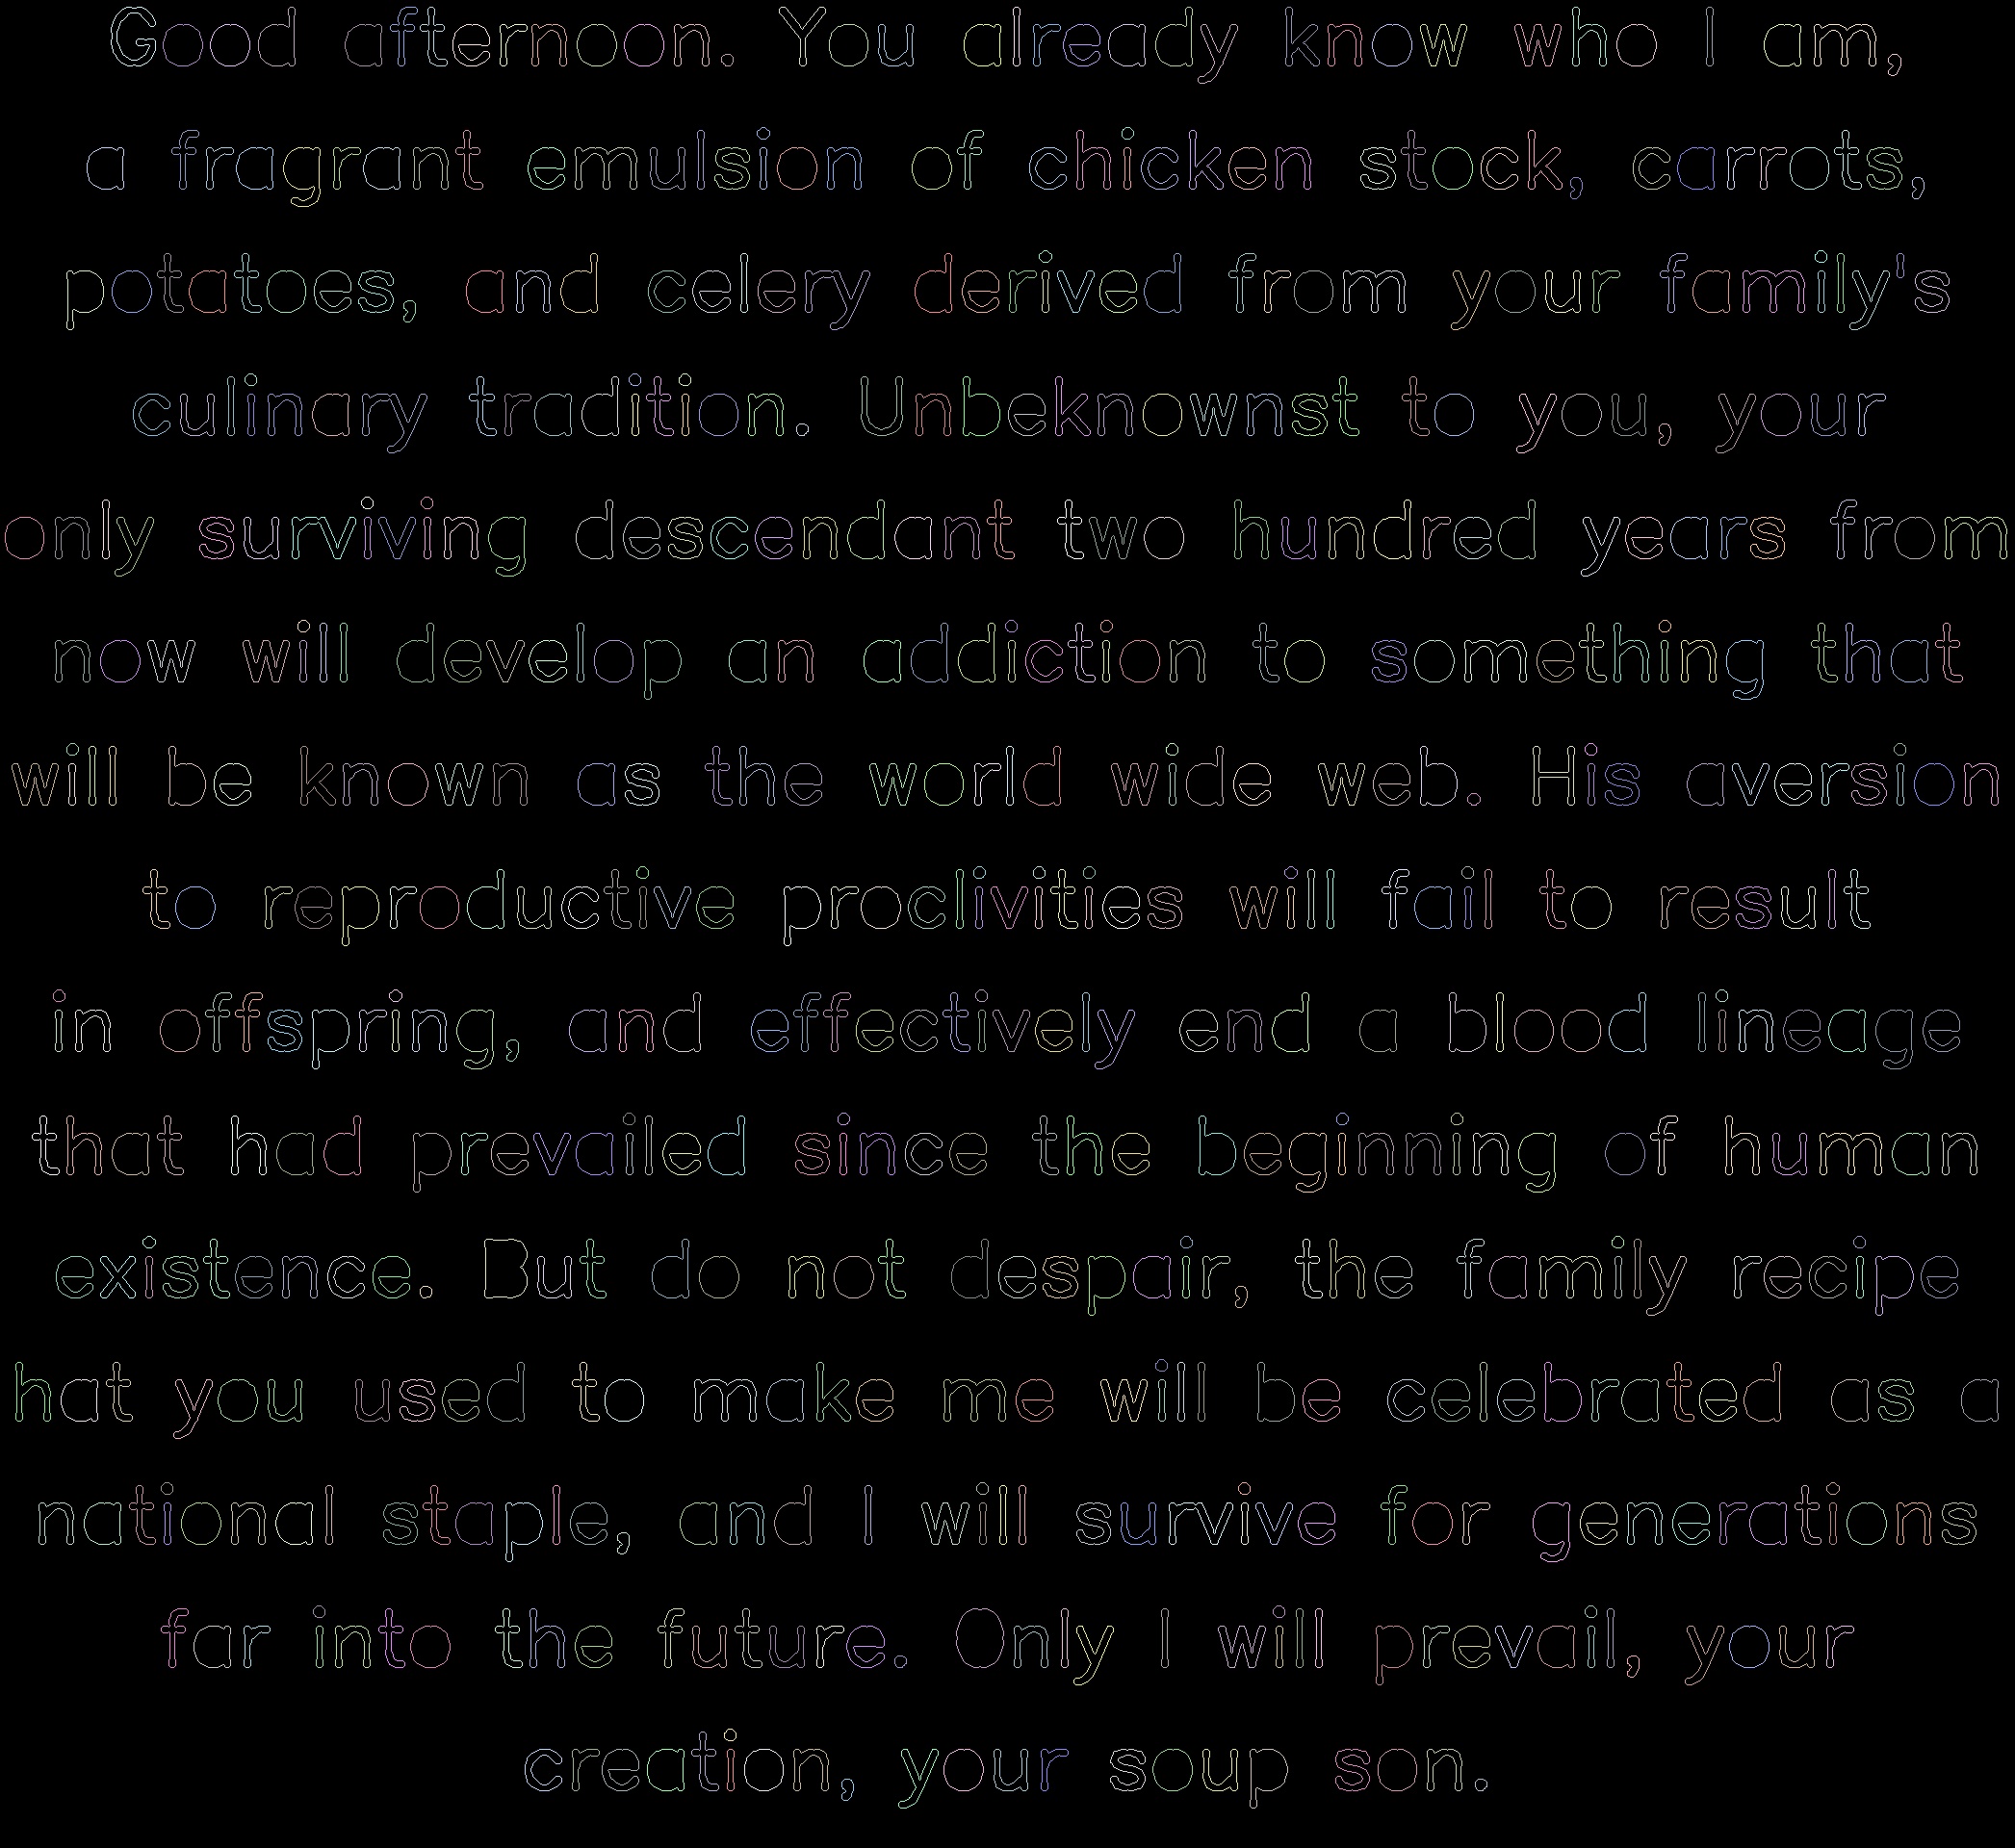 Good afternoon. You already know who I am,
a fragrant emulsion of chicken stock, carrots,
potatoes, and celery derived from your family's
culinary tradition. Unbeknownst to you, your
only surviving descendant two hundred years from
now will develop an addiction to something that
will be known as the world wide web. His aversion
to reproductive proclivities will fail to result
in offspring, and effectively end a blood lineage
that had prevailed since the beginning of human
existence. But do not despair, the family recipe
hat you used to make me will be celebrated as a
national staple, and I will survive for generations
far into the future. Only I will prevail, your
creation, your soup son.